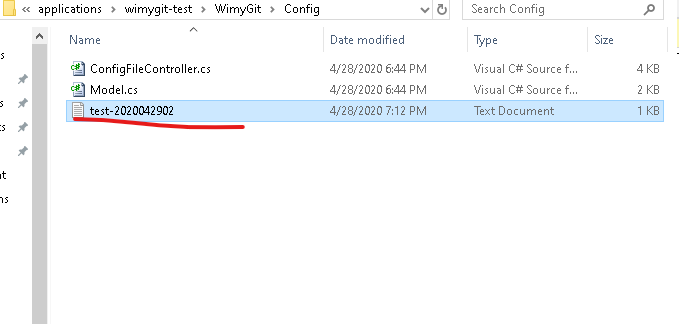 applications > wimygit-test > WimyGit > Config
Search Config
Name Date modified Type Size
ConfigFileController.cs 4/28/2020 6:44 PM Visual C# Source f... 4 KB
Model.cs 4/28/2020 6:44 PM Visual C# Source f... 2 KB
test-2020042902 4/28/2020 7:12 PM Text Document 1 KB